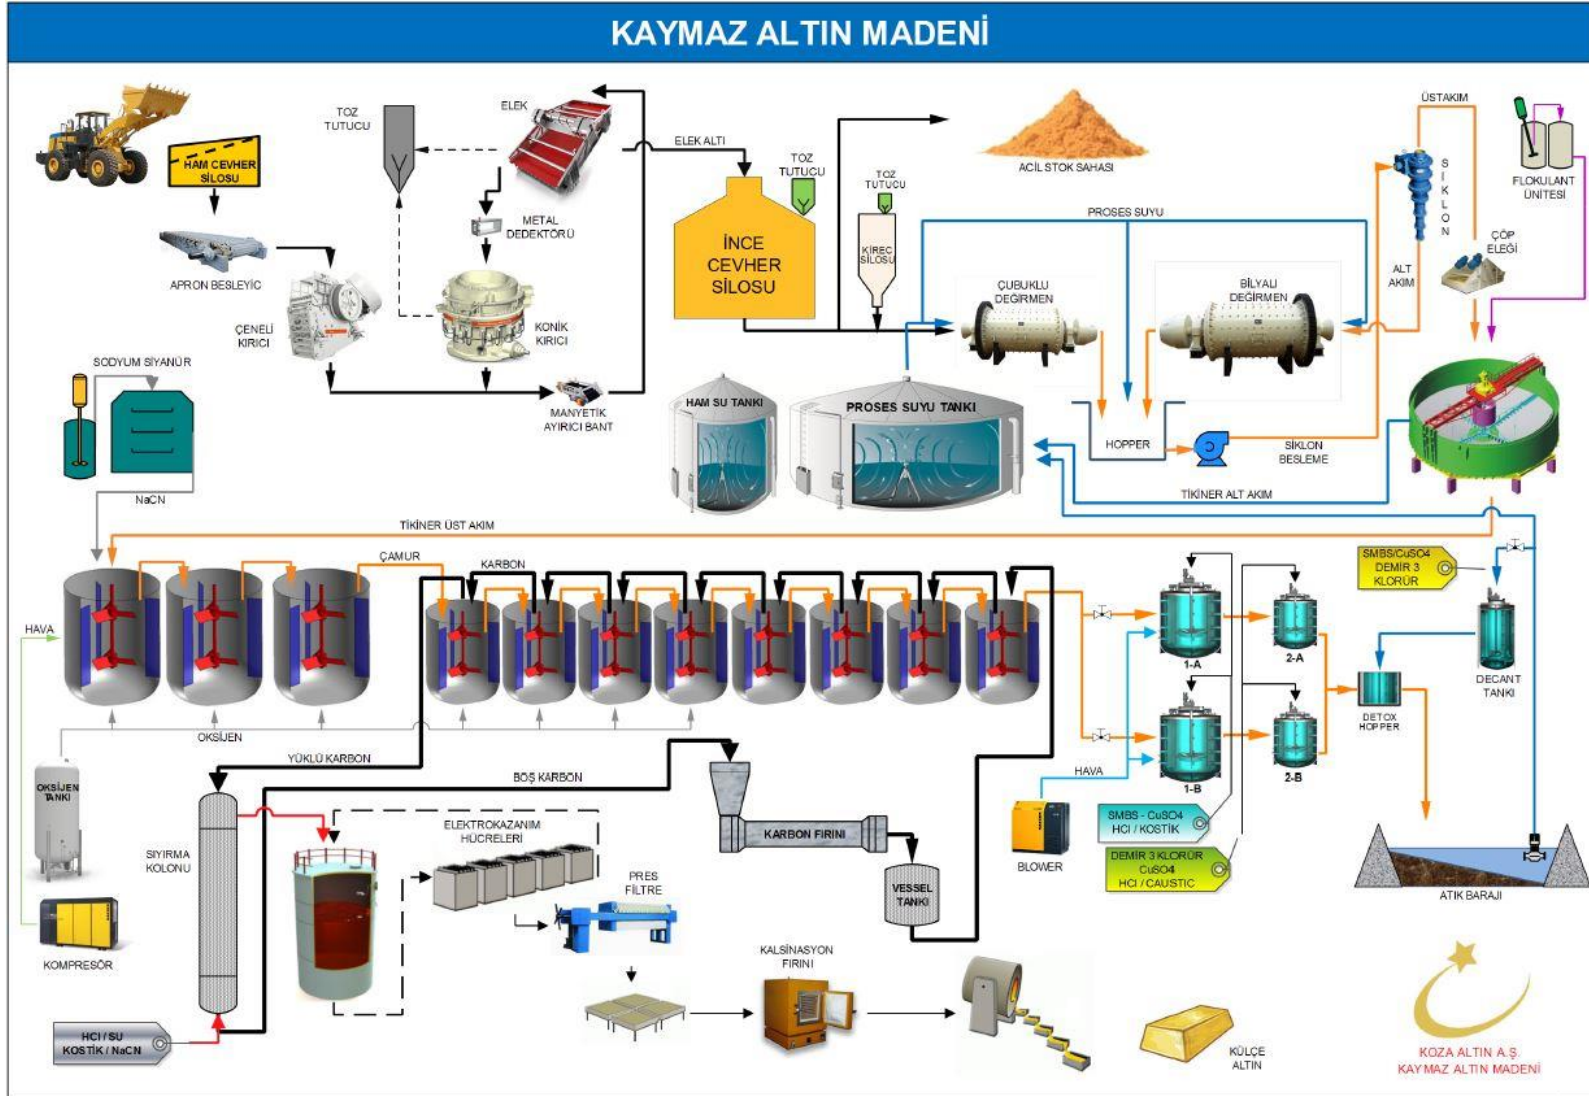 KAYMAZ ALTIN MADENİ
HAM CEVHER
SİLOSU
TOZ
TUTUCU
ELEK
ELEK ALTI
ACİL STOK SAHASI
ÜSTAKIM
SİKLON
FLOKULANT
ÜNİTESİ
METAL
DEDEKTÖRÜ
TOZ
TUTUCU
TOZ
TUTUCU
İNCE
CEVHER
SİLOSU
KİREÇ
SİLOSU
PROSES SUYU
ÇÖP
ELEĞİ
ALT
AKIM
APRON BESLEYİC
ÇENELİ
KIRICI
KONİK
KIRICI
ÇUBUKLU
DEĞİRMEN
BİLYALI
DEĞİRMEN
SODYUM SİYANÜR
MANYETİK
AYIRICI BANT
HAM SU TANKI
PROSES SUYU TANKI
HOPPER
SİKLON
BESLEME
NaCN
TİKİNER ALT AKIM
TİKİNER ÜST AKIM
ÇAMUR
KARBON
SMBS/CuSO4
DEMİR 3
KLORÜR
HAVA
1-A
2-A
DECANT
TANKI
DETOX
HOPPER
OKSİJEN
YÜKLÜ KARBON
BOŞ KARBON
HAVA
1-B
2-B
OKSİJEN
TANKI
SIYIRMA
KOLONU
ELEKTROKAZANIM
HÜCRELERİ
KARBON FIRINI
BLOWER
SMBS - CuSO4
HCI / KOSTİK
DEMİR 3 KLORÜR
CuSO4
HCI / CAUSTIC
PRES
FİLTRE
VESSEL
TANKI
ATIK BARAJI
KOMPRESÖR
KALSİNASYON
FIRINI
HCI / SU
KOSTİK / NaCN
KÜLÇE
ALTIN
KOZA ALTIN A.Ş.
KAYMAZ ALTIN MADENİ